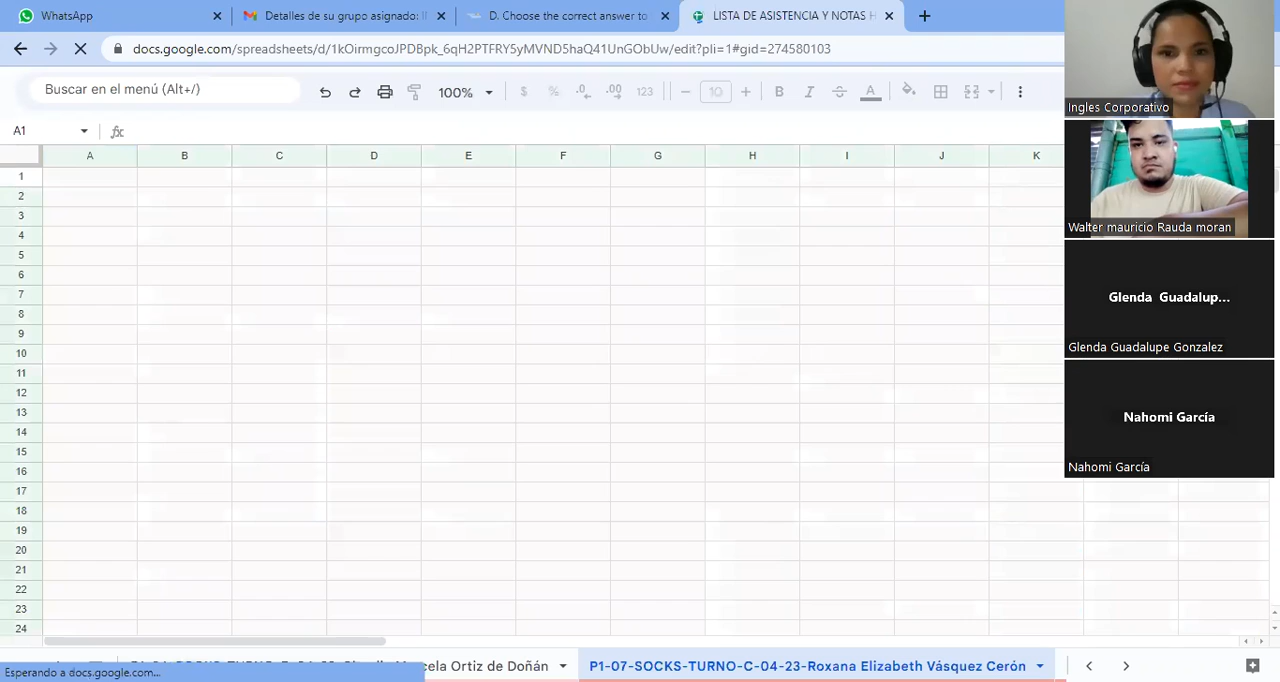 WhatsApp
Detalles de su grupo asignado: I
D. Choose the correct answer to
LISTA DE ASISTENCIA Y NOTAS H
docs.google.com/spreadsheets/d/1kOirmgcoJPDBpk_6qH2PTFRY5yMVND5haQ41UnGObUw/edit?pli=1#gid=274580103
Buscar en el menú (Alt+/)
100%
$ % .0 .00 123
10
B I S A
A1
fx
A B C D E F G H I J K
1
2
3
4
5
6
7
8
9
10
11
12
13
14
15
16
17
18
19
20
21
22
23
24
Ingles Corporativo
Walter mauricio Rauda moran
Glenda Guadalup...
Glenda Guadalupe Gonzalez
Nahomi García
Nahomi García
Esperando a docs.google.com...
cela Ortiz de Doñán
P1-07-SOCKS-TURNO-C-04-23-Roxana Elizabeth Vásquez Cerón